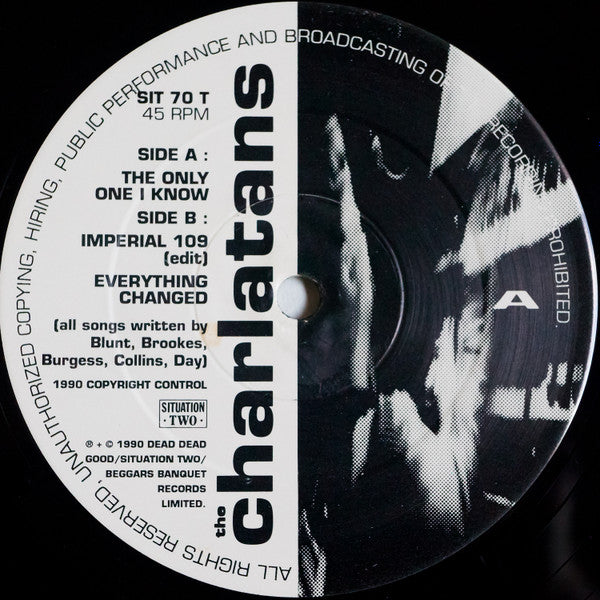 ALL RIGHTS RESERVED, UNAUTHORIZED COPYING, HIRING, PUBLIC PERFORMANCE AND BROADCASTING RECORDING PROHIBITED.
SIT 70 T
45 RPM
SIDE A :
THE ONLY
ONE I KNOW
SIDE B :
IMPERIAL 109
(edit)
EVERYTHING
CHANGED
(all songs written by
Blunt, Brookes,
Burgess, Collins, Day)
1990 COPYRIGHT CONTROL
SITUATION
·TWO·
℗ + © 1990 DEAD DEAD
GOOD/SITUATION TWO/
BEGGARS BANQUET
RECORDS
LIMITED.
the charlatans
A